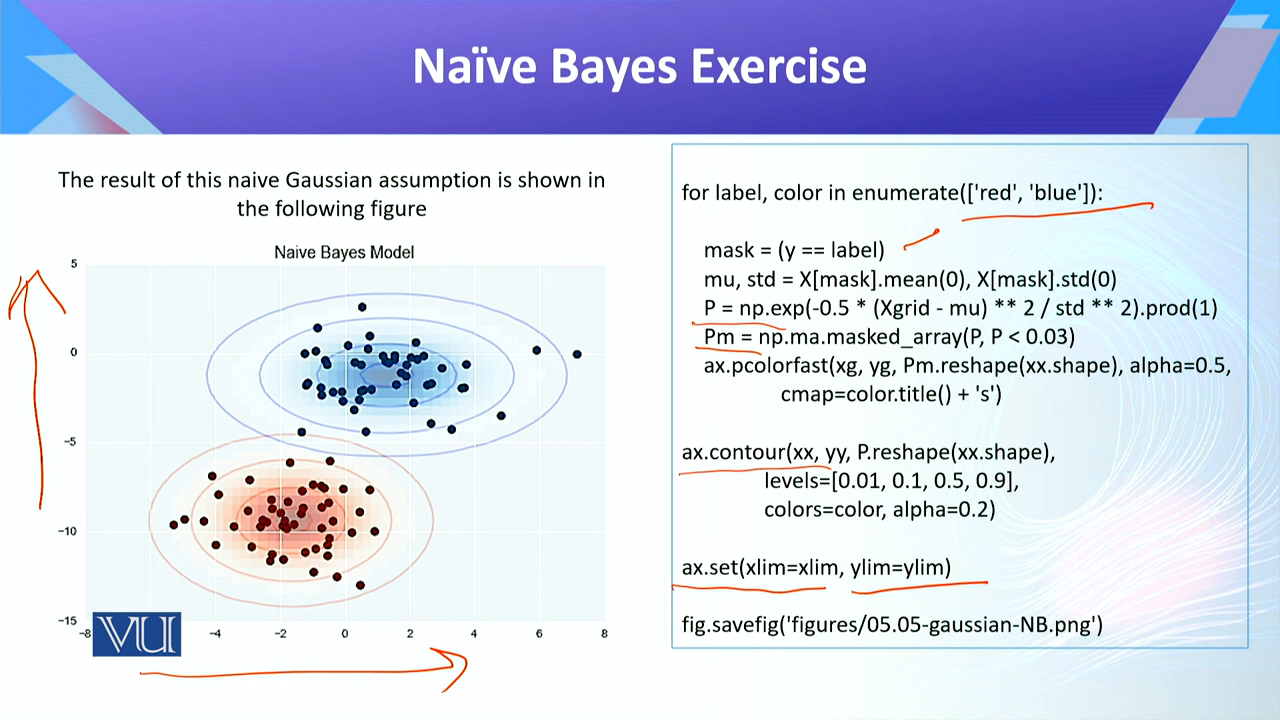 Naïve Bayes Exercise
The result of this naive Gaussian assumption is shown in
the following figure
Naive Bayes Model
5
0
−5
−10
−15
−8
−4
−2
0
2
4
6
8
VU
for label, color in enumerate(['red', 'blue']):
mask = (y == label)
mu, std = X[mask].mean(0), X[mask].std(0)
P = np.exp(-0.5 * (Xgrid - mu) ** 2 / std ** 2).prod(1)
Pm = np.ma.masked_array(P, P < 0.03)
ax.pcolorfast(xg, yg, Pm.reshape(xx.shape), alpha=0.5,
cmap=color.title() + 's')
ax.contour(xx, yy, P.reshape(xx.shape),
levels=[0.01, 0.1, 0.5, 0.9],
colors=color, alpha=0.2)
ax.set(xlim=xlim, ylim=ylim)
fig.savefig('figures/05.05-gaussian-NB.png')